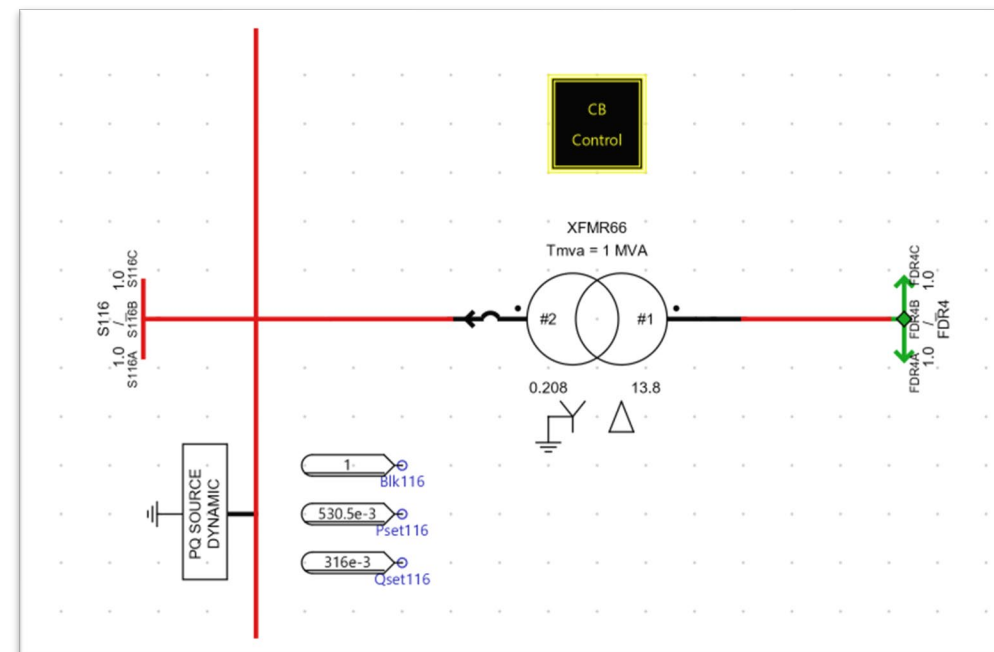 CB
Control
XFMR66
Tmva = 1 MVA
#2
#1
0.208
13.8
S116
/
1.0
S116C
S116B
1.0
S116A
FDR4C
1.0
FDR4B
/
FDR4
FDR4A
1.0
PQ SOURCE
DYNAMIC
1
Blk116
530.5e-3
Pset116
316e-3
Qset116